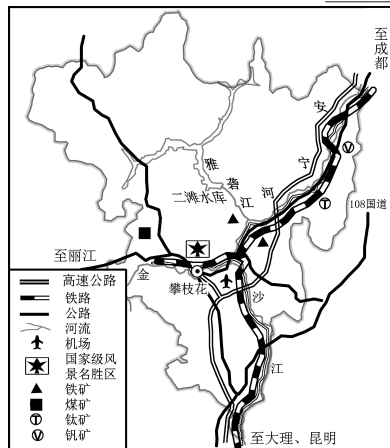 至成都
安
宁
河
雅
砻
江
二滩水库
108国道
至丽江
金
沙
江
攀枝花
至大理、昆明
高速公路
铁路
公路
河流
机场
国家级风
景名胜区
铁矿
煤矿
钛矿
钒矿
T
V